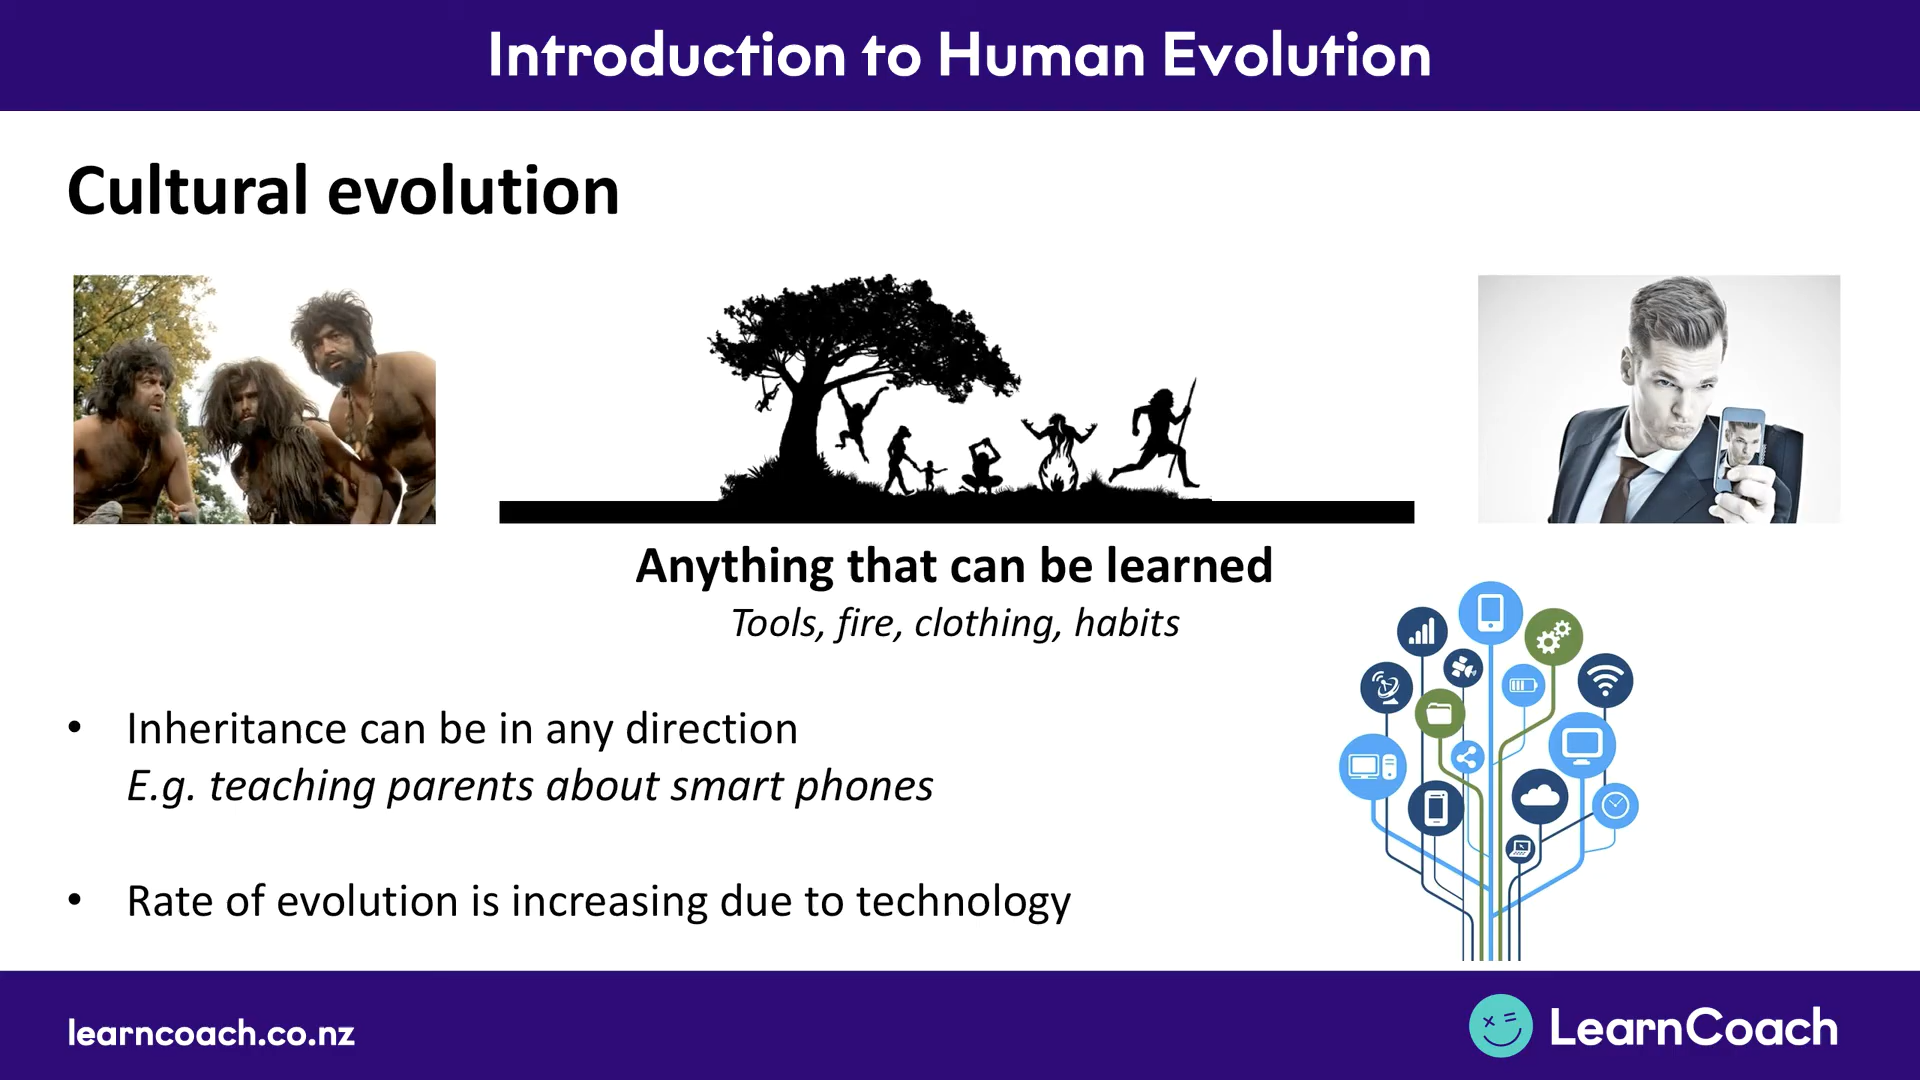 Introduction to Human Evolution
Cultural evolution
Anything that can be learned
Tools, fire, clothing, habits
• Inheritance can be in any direction
E.g. teaching parents about smart phones
• Rate of evolution is increasing due to technology
learncoach.co.nz
LearnCoach